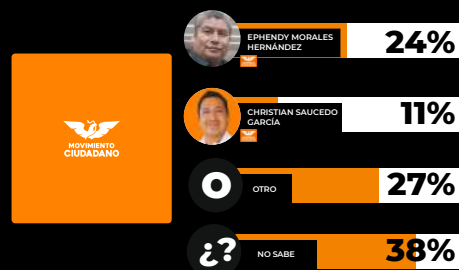 MOVIMIENTO
CIUDADANO
EPHENDY MORALES
HERNÁNDEZ
24%
CHRISTIAN SAUCEDO
GARCÍA
11%
O
OTRO
27%
¿?
NO SABE
38%